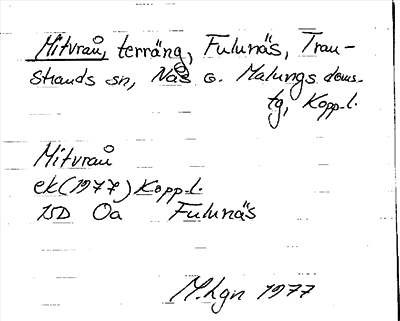 Mitvrån, terräng, Fulunäs, Tran-
strands sn, Nås o. Malungs doms-
tg, Kopp.l.
Mitvrån
ek (1977) Kopp.l.
15D Oa Fulunäs
M.Lgn 1977